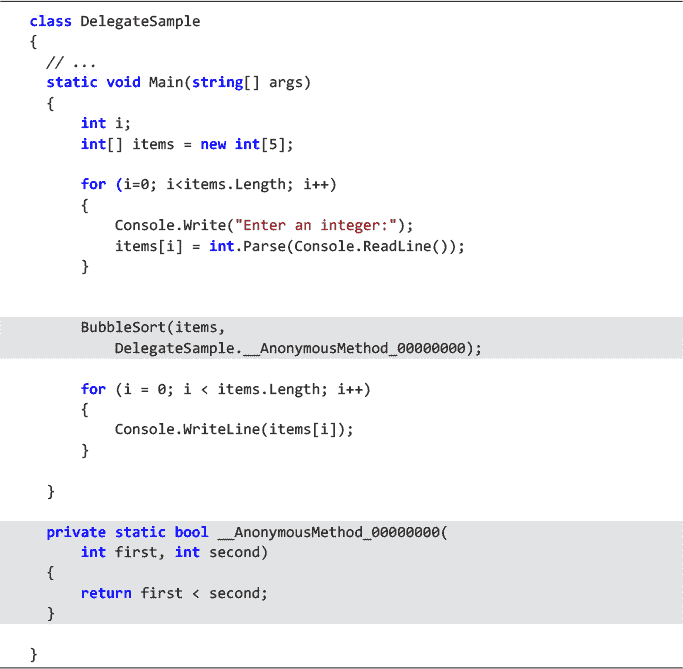 class DelegateSample
{
  // ...
  static void Main(string[] args)
  {
      int i;
      int[] items = new int[5];

      for (i=0; i<items.Length; i++)
      {
          Console.Write("Enter an integer:");
          items[i] = int.Parse(Console.ReadLine());
      }

      BubbleSort(items,
          DelegateSample.__AnonymousMethod_00000000);

      for (i = 0; i < items.Length; i++)
      {
          Console.WriteLine(items[i]);
      }

  }

  private static bool __AnonymousMethod_00000000(
      int first, int second)
  {
      return first < second;
  }

}